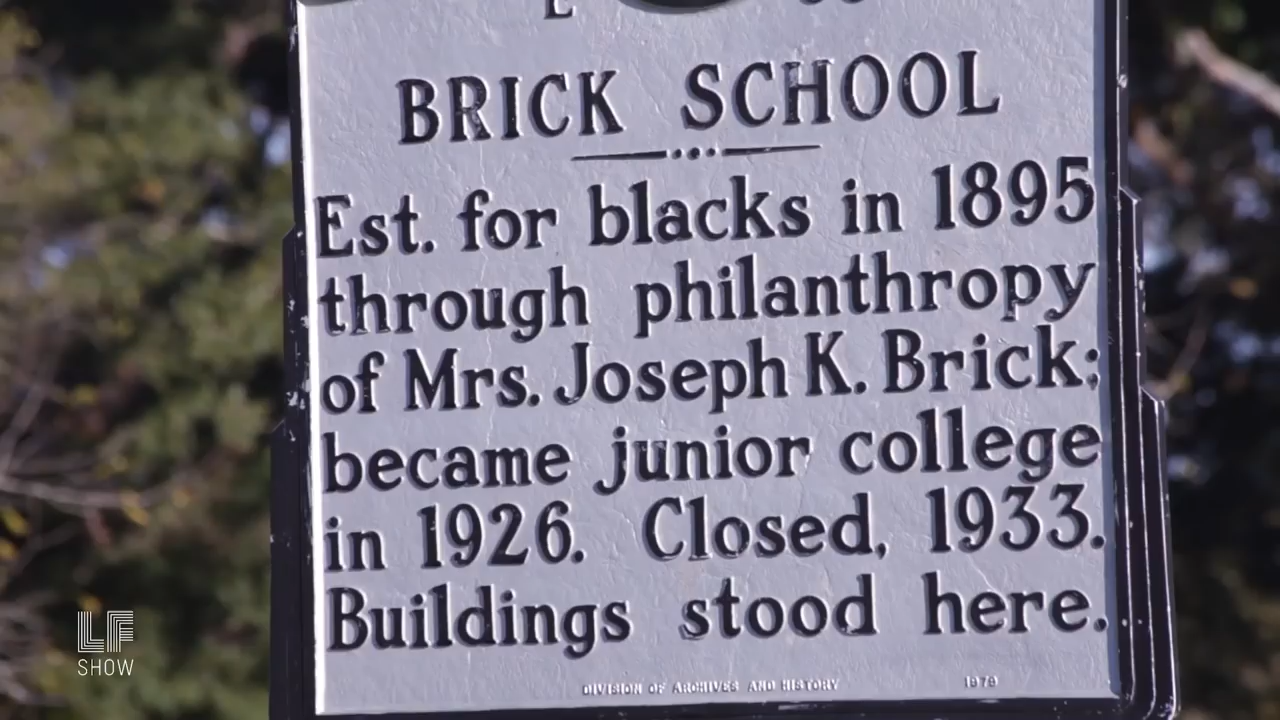 BRICK SCHOOL
Est. for blacks in 1895
through philanthropy
of Mrs. Joseph K. Brick;
became junior college
in 1926. Closed, 1933.
Buildings stood here.
DIVISION OF ARCHIVES AND HISTORY 1979
LF
SHOW